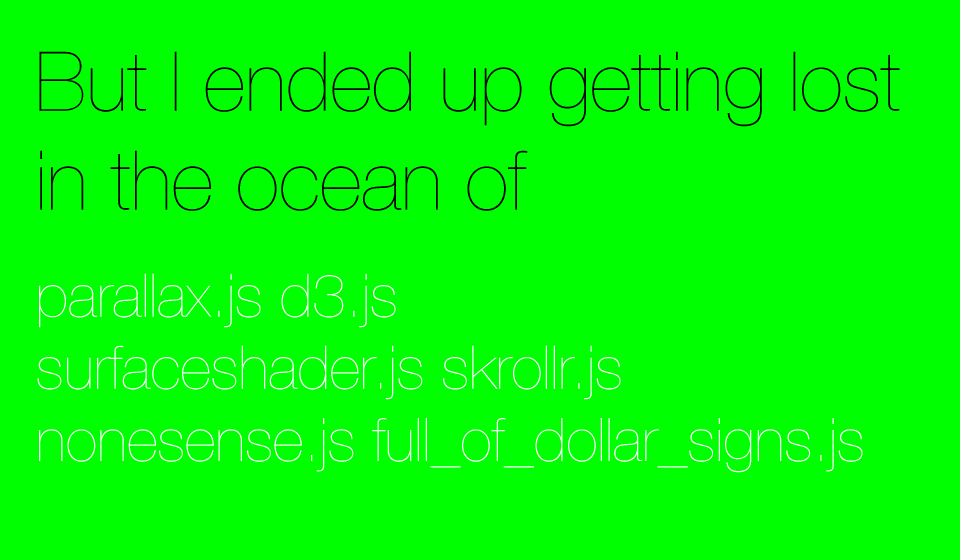 But I ended up getting lost
in the ocean of
parallax.js d3.js
surfaceshader.js skrollr.js
nonesense.js full_of_dollar_signs.js